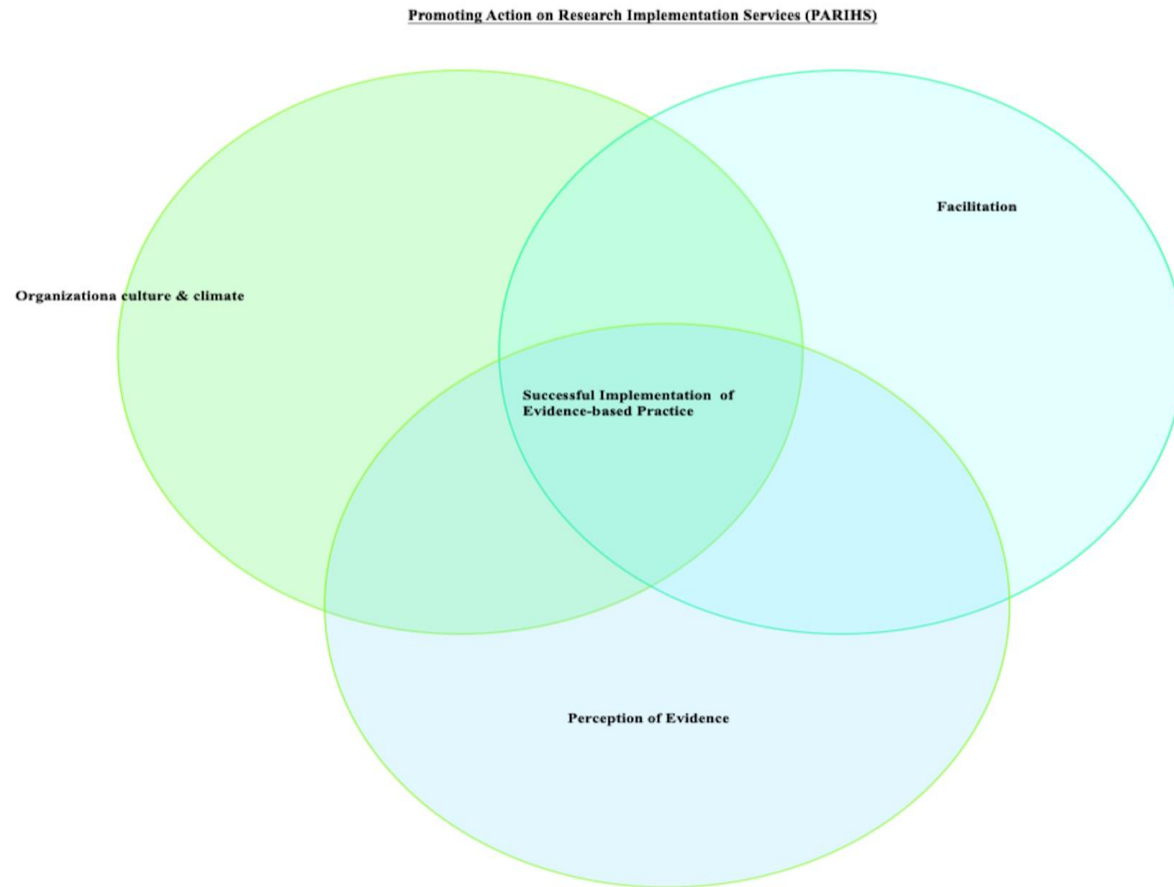 Promoting Action on Research Implementation Services (PARIHS)
Facilitation
Organizationa culture & climate
Successful Implementation of
Evidence-based Practice
Perception of Evidence